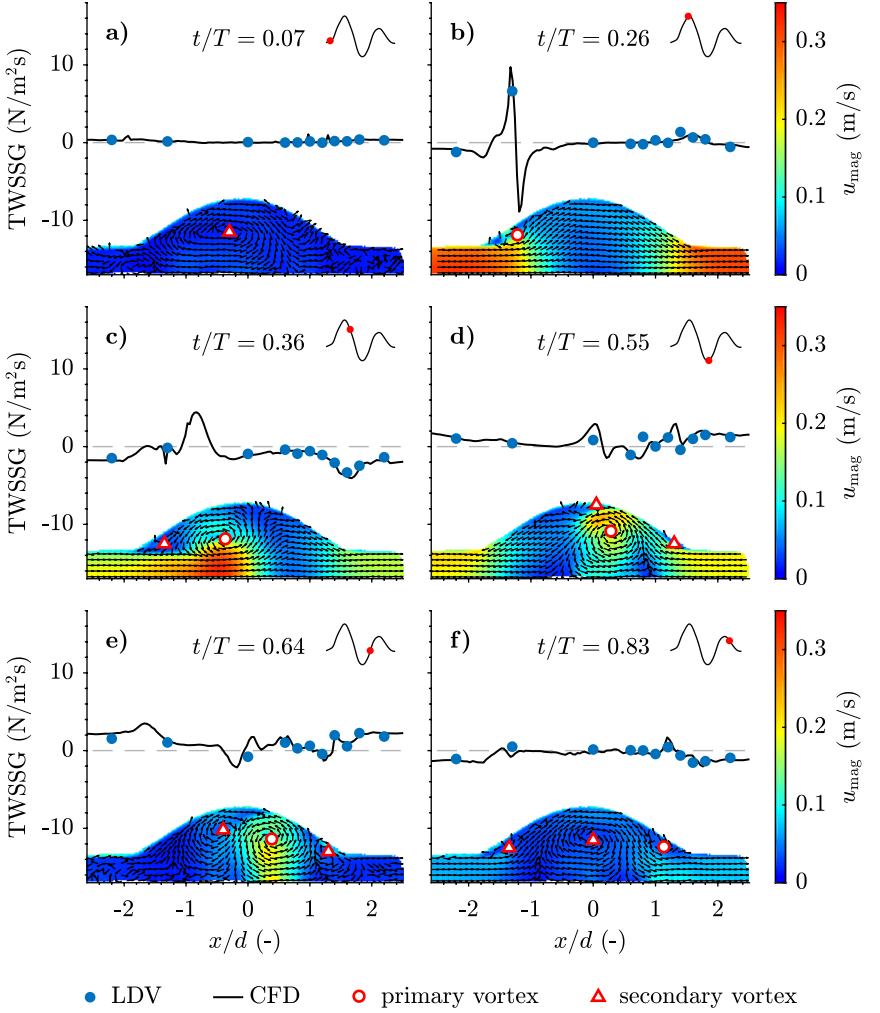 a) t/T = 0.07
b) t/T = 0.26
TWSSG (N/m²s)
10
0
-10
0.3
0.2
0.1
0
u_mag (m/s)
c) t/T = 0.36
d) t/T = 0.55
TWSSG (N/m²s)
10
0
-10
0.3
0.2
0.1
0
u_mag (m/s)
e) t/T = 0.64
f) t/T = 0.83
TWSSG (N/m²s)
10
0
-10
0.3
0.2
0.1
0
u_mag (m/s)
-2 -1 0 1 2
-2 -1 0 1 2
x/d (-)
x/d (-)
LDV CFD primary vortex secondary vortex